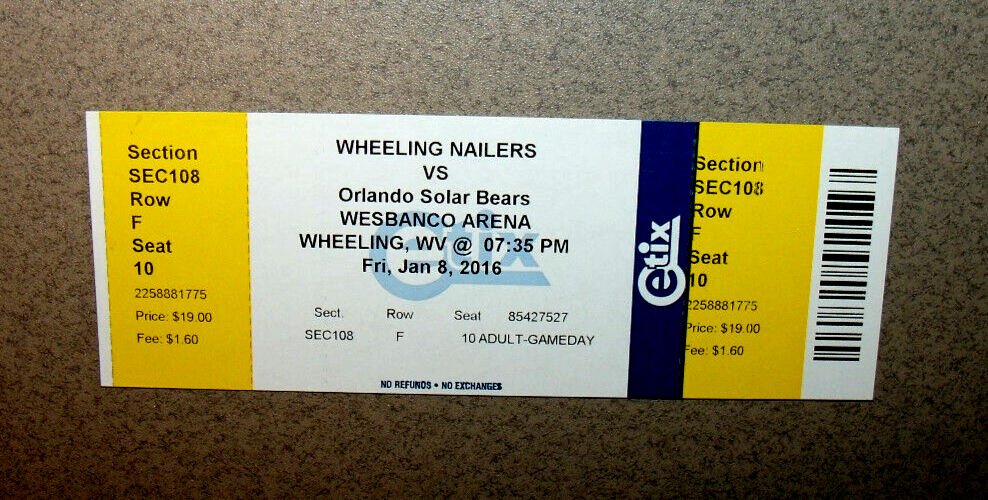 Section
SEC108
Row
F
Seat
10
2258881775
Price: $19.00
Fee: $1.60
WHEELING NAILERS
VS
Orlando Solar Bears
WESBANCO ARENA
WHEELING, WV @ 07:35 PM
Fri, Jan 8, 2016
etix
Sect. Row Seat 85427527
SEC108 F 10 ADULT-GAMEDAY
NO REFUNDS • NO EXCHANGES
etix
Section
SEC108
Row
F
Seat
10
2258881775
Price: $19.00
Fee: $1.60